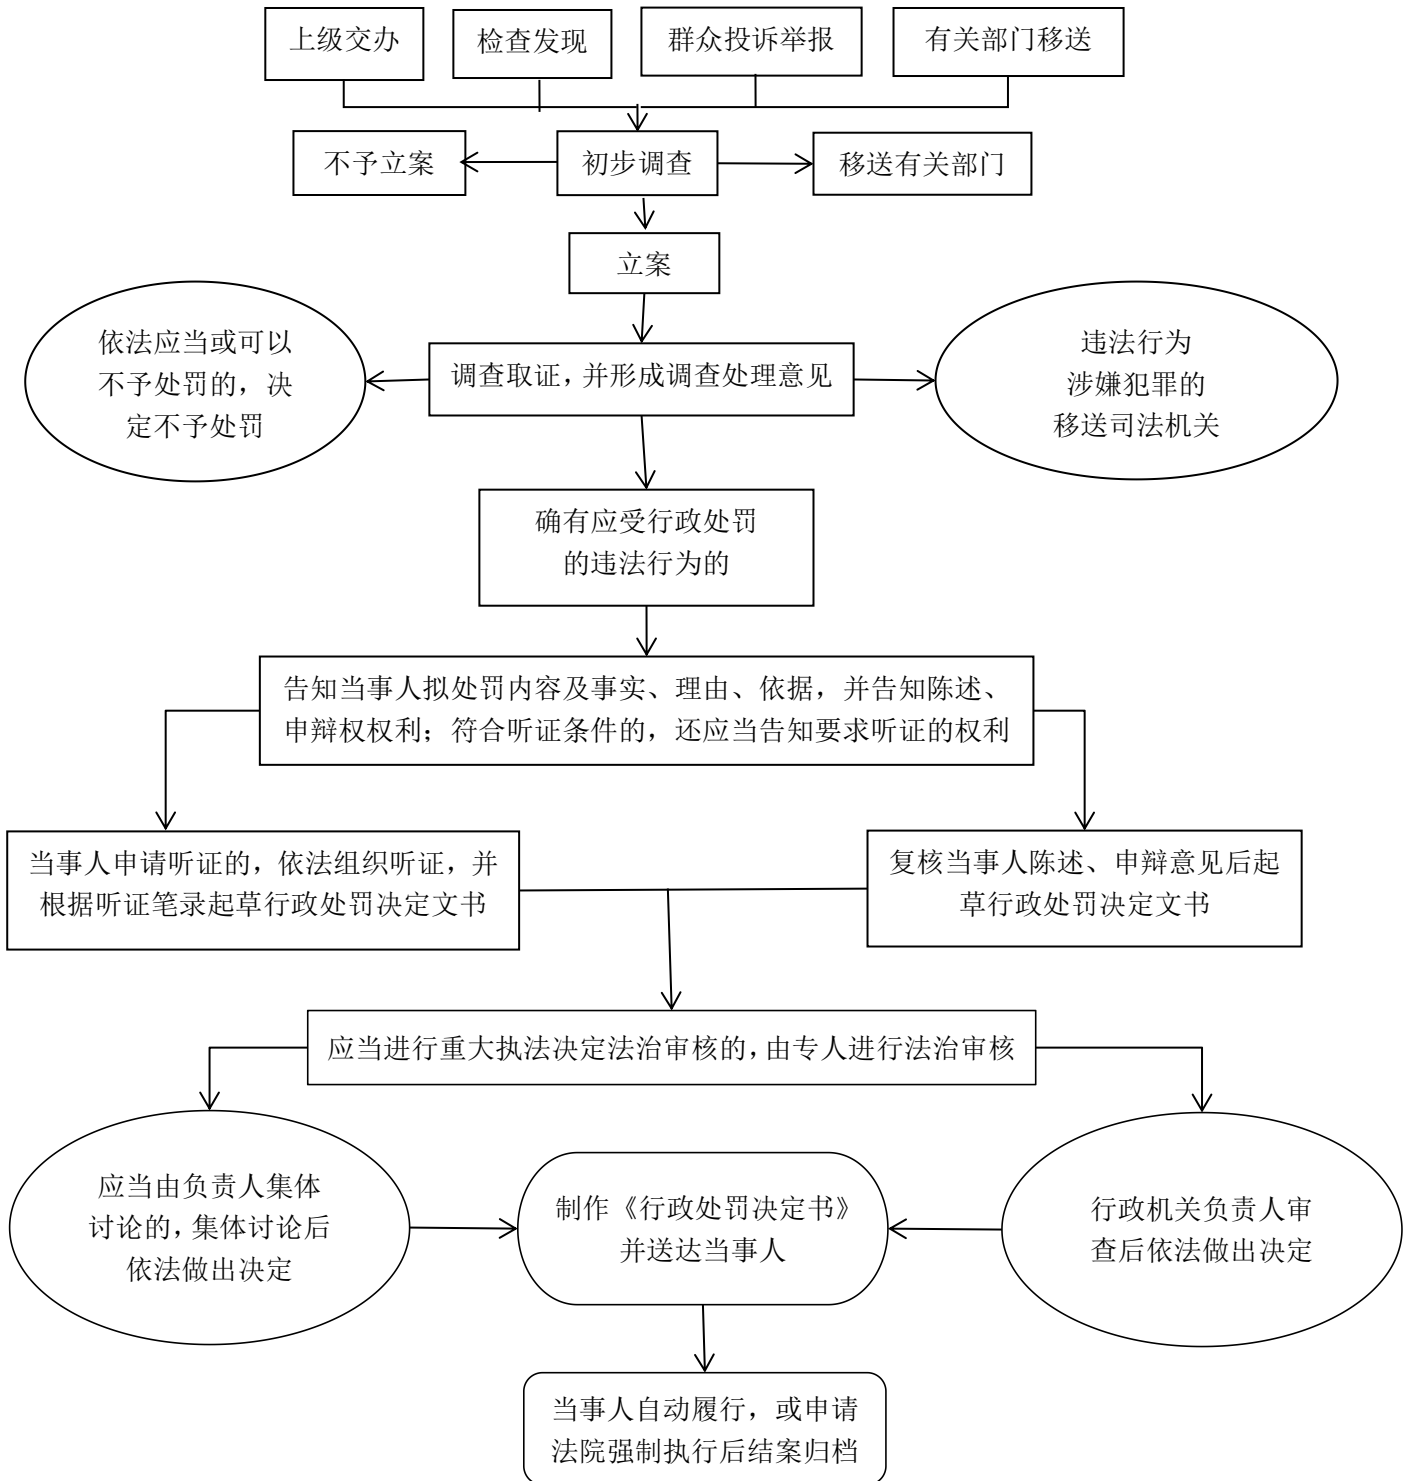 上级交办
检查发现
群众投诉举报
有关部门移送
不予立案
初步调查
移送有关部门
立案
依法应当或可以
不予处罚的，决
定不予处罚
调查取证，并形成调查处理意见
违法行为
涉嫌犯罪的
移送司法机关
确有应受行政处罚
的违法行为的
告知当事人拟处罚内容及事实、理由、依据，并告知陈述、
申辩权权利；符合听证条件的，还应当告知要求听证的权利
当事人申请听证的，依法组织听证，并
根据听证笔录起草行政处罚决定文书
复核当事人陈述、申辩意见后起
草行政处罚决定文书
应当进行重大执法决定法治审核的，由专人进行法治审核
应当由负责人集体
讨论的，集体讨论后
依法做出决定
制作《行政处罚决定书》
并送达当事人
行政机关负责人审
查后依法做出决定
当事人自动履行，或申请
法院强制执行后结案归档